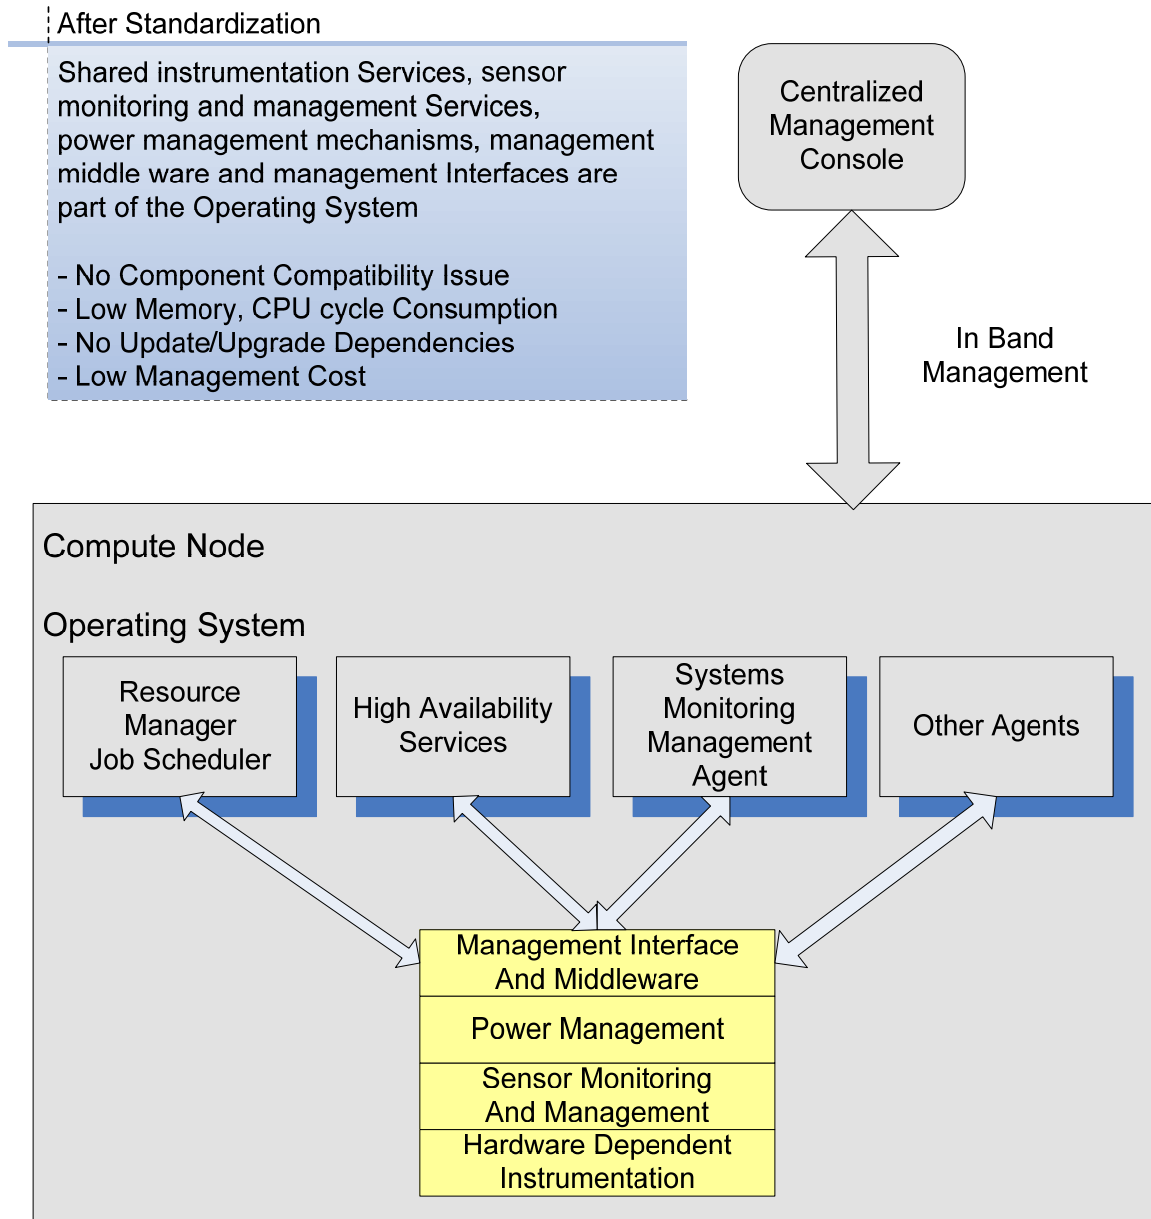 After Standardization
Shared instrumentation Services, sensor
monitoring and management Services,
power management mechanisms, management
middle ware and management Interfaces are
part of the Operating System
- No Component Compatibility Issue
- Low Memory, CPU cycle Consumption
- No Update/Upgrade Dependencies
- Low Management Cost
Centralized
Management
Console
In Band
Management
Compute Node
Operating System
Resource
Manager
Job Scheduler
High Availability
Services
Systems
Monitoring
Management
Agent
Other Agents
Management Interface
And Middleware
Power Management
Sensor Monitoring
And Management
Hardware Dependent
Instrumentation